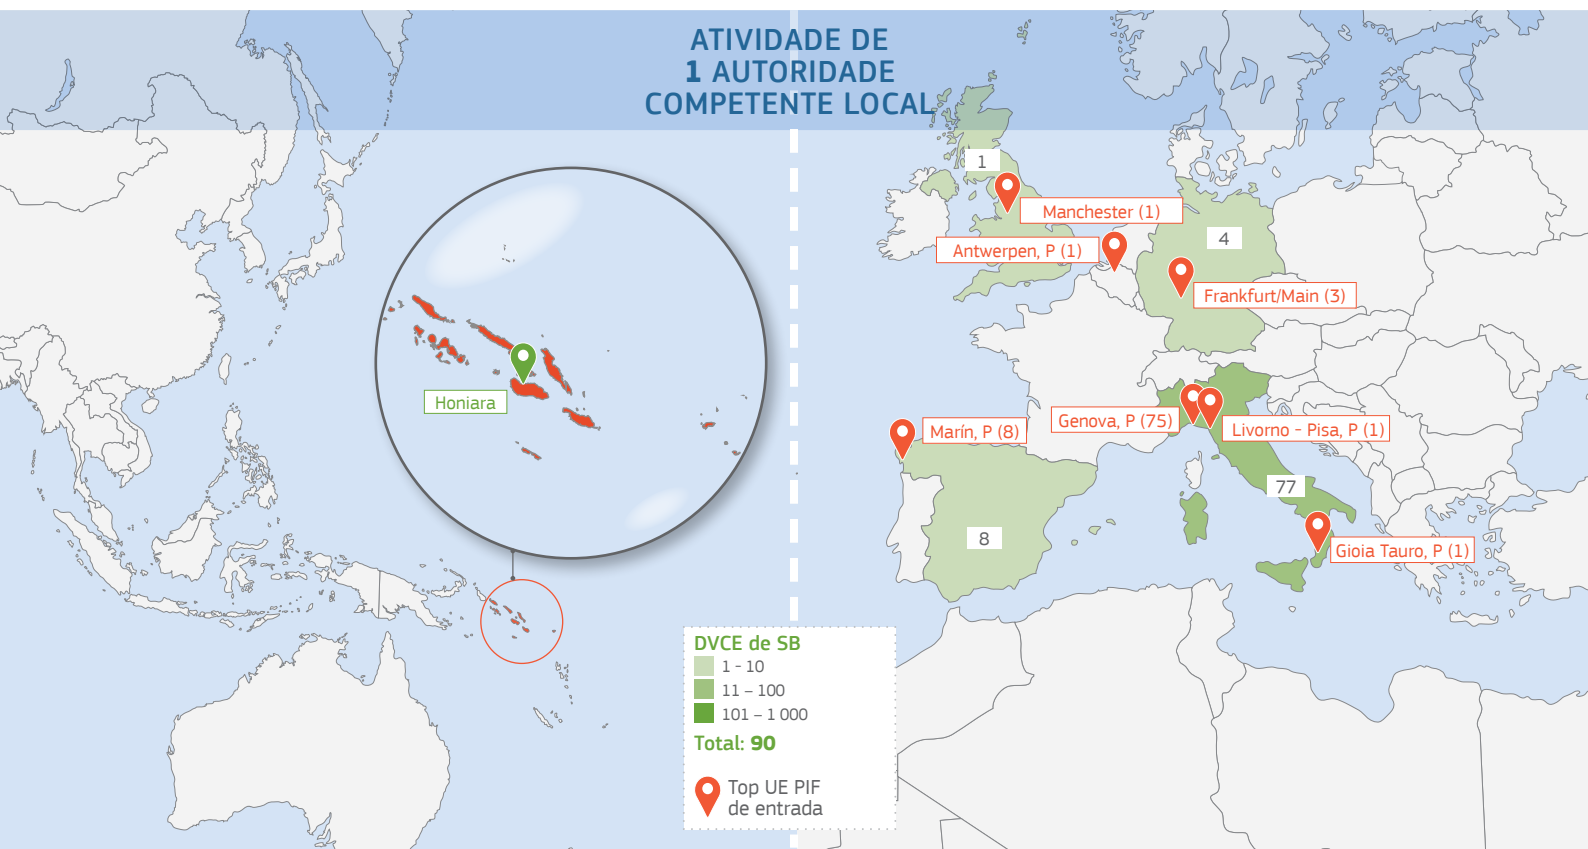 ATIVIDADE DE
1 AUTORIDADE
COMPETENTE LOCAL
1
Manchester (1)
Antwerpen, P (1)
4
Frankfurt/Main (3)
Honiara
Marín, P (8)
Genova, P (75)
Livorno - Pisa, P (1)
77
8
Gioia Tauro, P (1)
DVCE de SB
1 - 10
11 – 100
101 – 1 000
Total: 90
Top UE PIF
de entrada